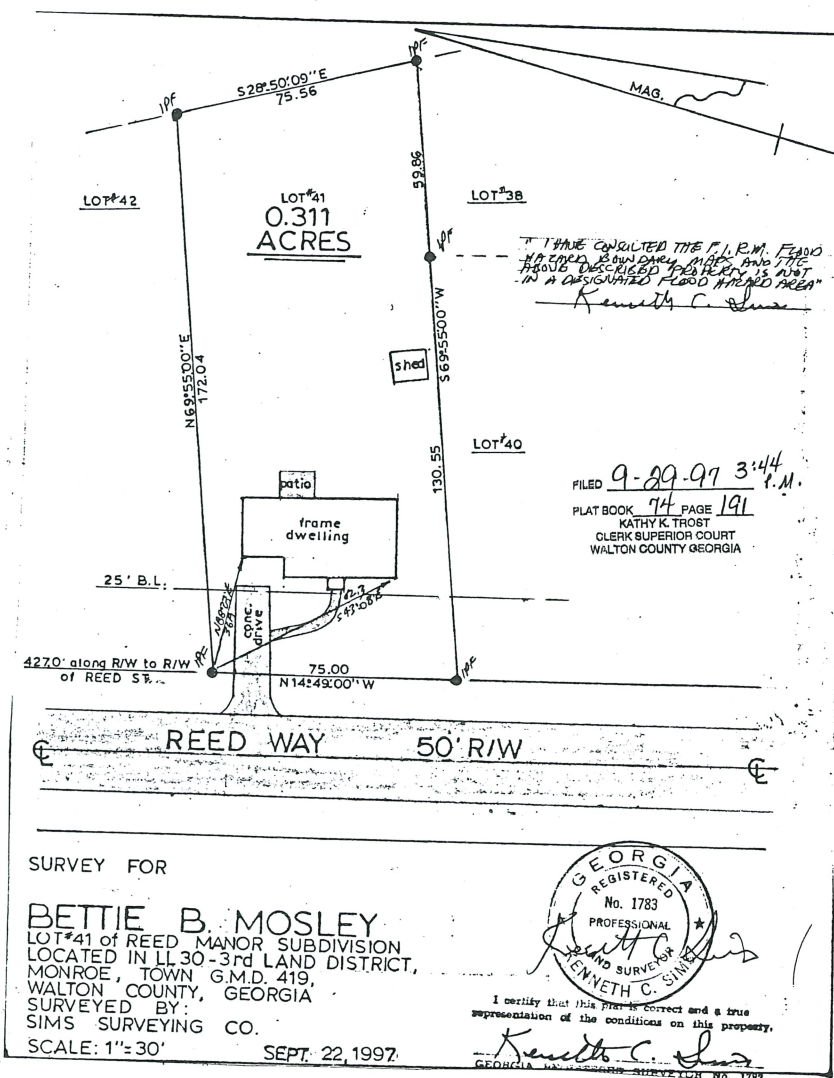 IPF
S28°50'09"E
75.56
IPF
MAG.
59.86
LOT#42
LOT#41
0.311
ACRES
LOT#38
IPF
"I HAVE CONSULTED THE F.I.R.M. FLOOD
HAZARD BOUNDARY MAPS AND THE
ABOVE DESCRIBED PROPERTY IS NOT
IN A DESIGNATED FLOOD HAZARD AREA"
Kenneth C. Sims
N69°55'00"E
172.04
shed
S69°55'00"W
130.55
LOT#40
patio
frame
dwelling
FILED 9-29-97 3:44 P.M.
PLAT BOOK 74 PAGE 191
KATHY K. TROST
CLERK SUPERIOR COURT
WALTON COUNTY GEORGIA
25' B.L.
conc.
drive
62.3
427.0' along R/W to R/W
of REED ST.
IPF
75.00
N14°49'00"W
IPF
REED WAY 50' R/W
SURVEY FOR
BETTIE B. MOSLEY
LOT#41 of REED MANOR SUBDIVISION
LOCATED IN LL 30-3rd LAND DISTRICT,
MONROE, TOWN G.M.D. 419,
WALTON COUNTY, GEORGIA
SURVEYED BY:
SIMS SURVEYING CO.
SCALE: 1"=30' SEPT. 22, 1997
GEORGIA
REGISTERED
No. 1783
PROFESSIONAL
LAND SURVEYOR
KENNETH C. SIMS
I certify that this plat is correct and a true
representation of the conditions on this property.
Kenneth C. Sims
GEORGIA REGISTERED SURVEYOR No. 1783